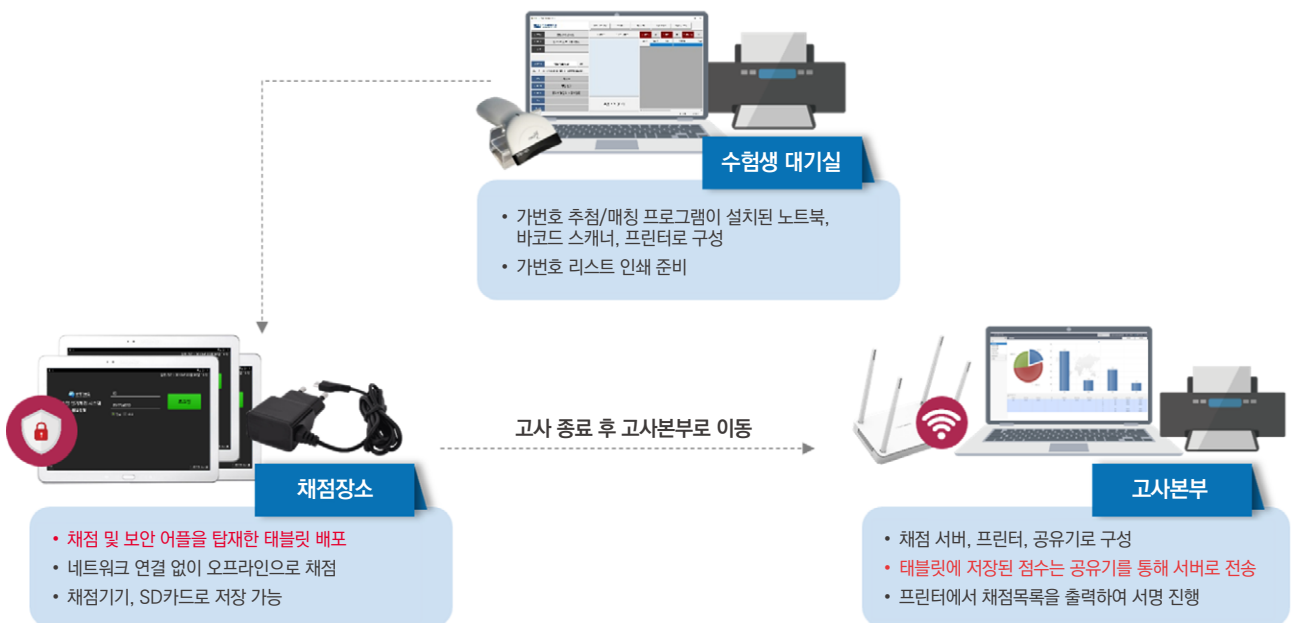 수험생 대기실
• 가번호 추첨/매칭 프로그램이 설치된 노트북,
바코드 스캐너, 프린터로 구성
• 가번호 리스트 인쇄 준비
고사 종료 후 고사본부로 이동
채점장소
• 채점 및 보안 어플을 탑재한 태블릿 배포
• 네트워크 연결 없이 오프라인으로 채점
• 채점기기, SD카드로 저장 가능
고사본부
• 채점 서버, 프린터, 공유기로 구성
• 태블릿에 저장된 점수는 공유기를 통해 서버로 전송
• 프린터에서 채점목록을 출력하여 서명 진행